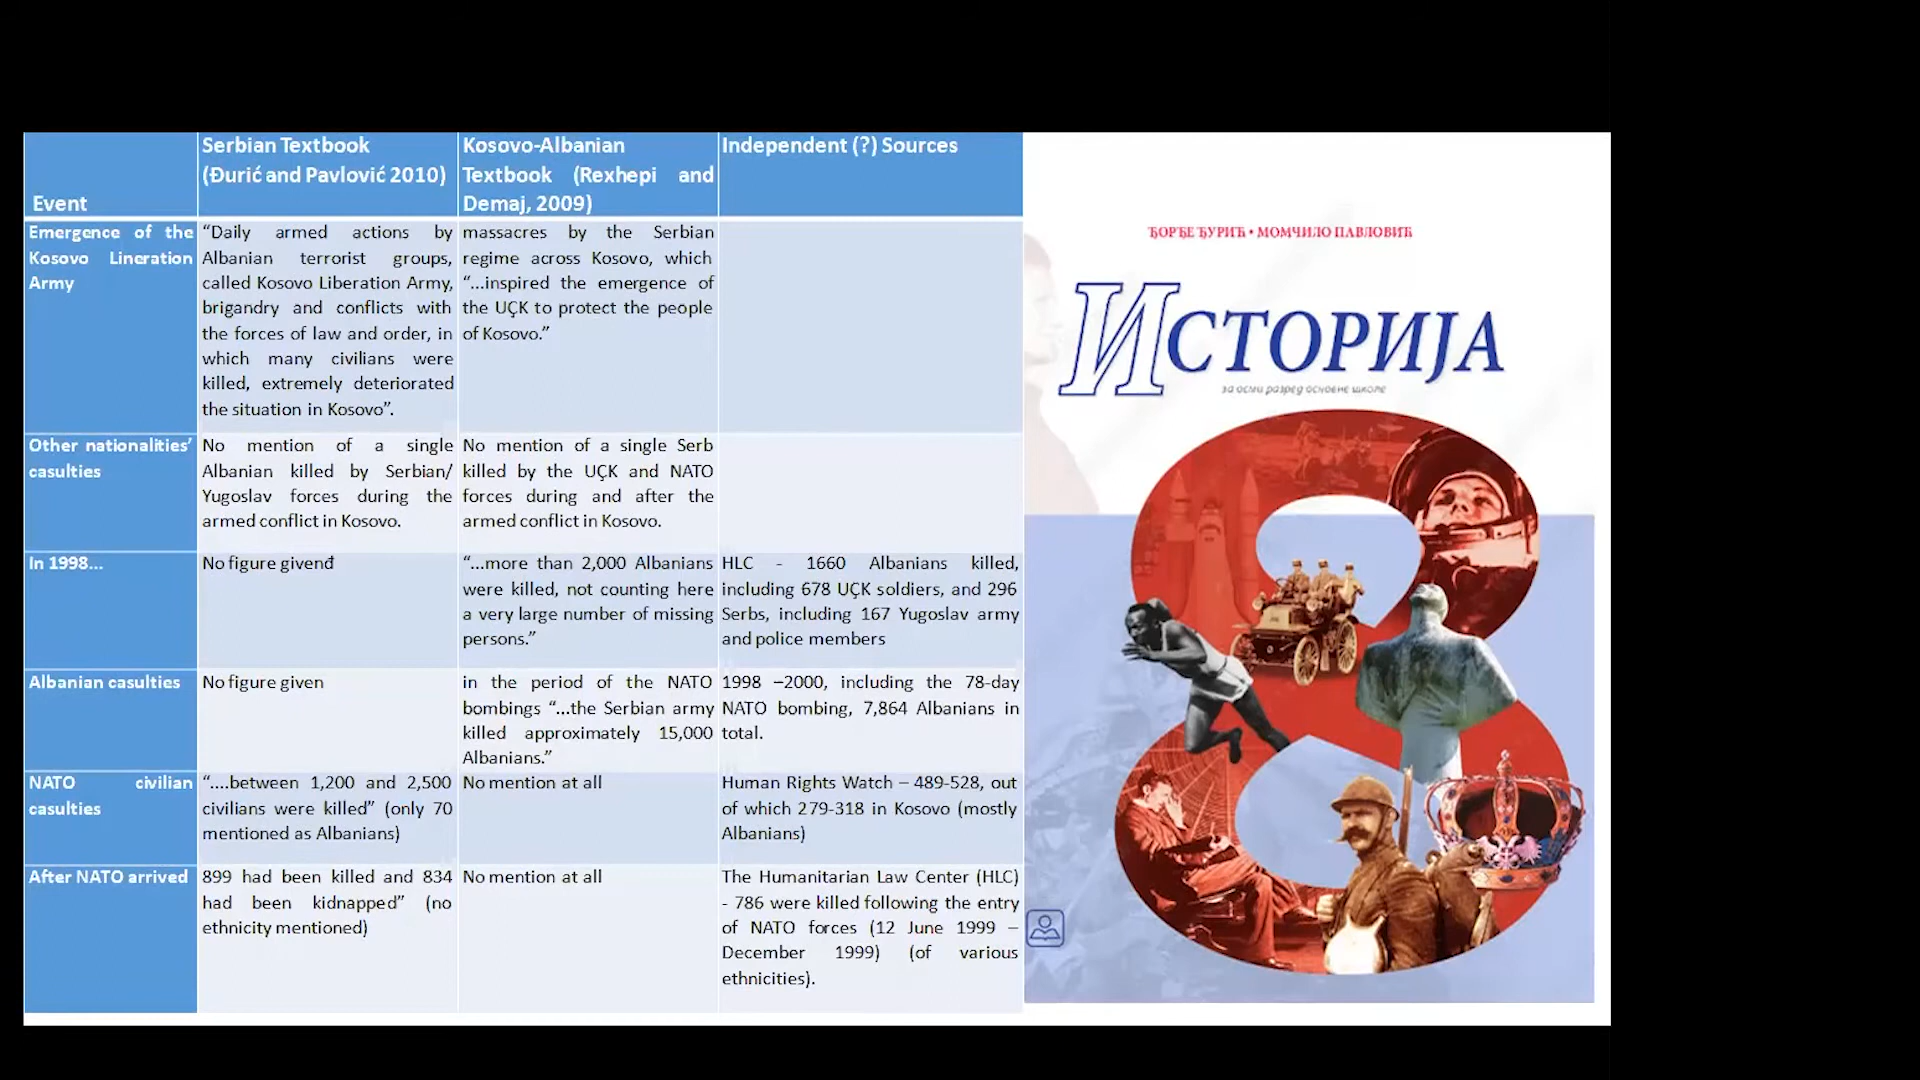 Event
Serbian Textbook
(Đurić and Pavlović 2010)
Kosovo-Albanian
Textbook (Rexhepi and
Demaj, 2009)
Independent (?) Sources
Emergence of the
Kosovo Lineration
Army
“Daily armed actions by
Albanian terrorist groups,
called Kosovo Liberation Army,
brigandry and conflicts with
the forces of law and order, in
which many civilians were
killed, extremely deteriorated
the situation in Kosovo”.
massacres by the Serbian
regime across Kosovo, which
“...inspired the emergence of
the UÇK to protect the people
of Kosovo.”
Other nationalities’
casulties
No mention of a single
Albanian killed by Serbian/
Yugoslav forces during the
armed conflict in Kosovo.
No mention of a single Serb
killed by the UÇK and NATO
forces during and after the
armed conflict in Kosovo.
In 1998...
No figure givenđ
“...more than 2,000 Albanians
were killed, not counting here
a very large number of missing
persons.”
HLC - 1660 Albanians killed,
including 678 UÇK soldiers, and 296
Serbs, including 167 Yugoslav army
and police members
Albanian casulties
No figure given
in the period of the NATO
bombings “...the Serbian army
killed approximately 15,000
Albanians.”
1998 –2000, including the 78-day
NATO bombing, 7,864 Albanians in
total.
NATO civilian
casulties
“....between 1,200 and 2,500
civilians were killed” (only 70
mentioned as Albanians)
No mention at all
Human Rights Watch – 489-528, out
of which 279-318 in Kosovo (mostly
Albanians)
After NATO arrived
899 had been killed and 834
had been kidnapped” (no
ethnicity mentioned)
No mention at all
The Humanitarian Law Center (HLC)
- 786 were killed following the entry
of NATO forces (12 June 1999 –
December 1999) (of various
ethnicities).
ЂОРЂЕ ЂУРИЋ • МОМЧИЛО ПАВЛОВИЋ
ИСТОРИЈА
за осми разред основне школе
8